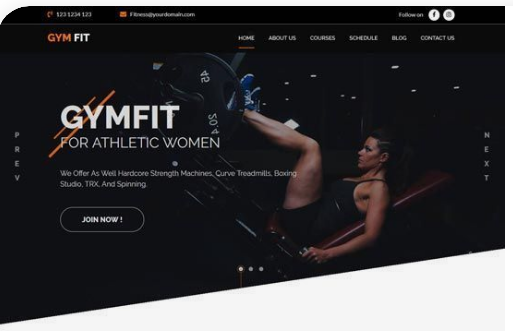 123 1234 123
Fitness@yourdomain.com
Follow on
GYM FIT
HOME
ABOUT US
COURSES
SCHEDULE
BLOG
CONTACT US
GYMFIT
FOR ATHLETIC WOMEN
We Offer As Well Hardcore Strength Machines, Curve Treadmills, Boxing
Studio, TRX, And Spinning.
JOIN NOW !
PREV
NEXT
45